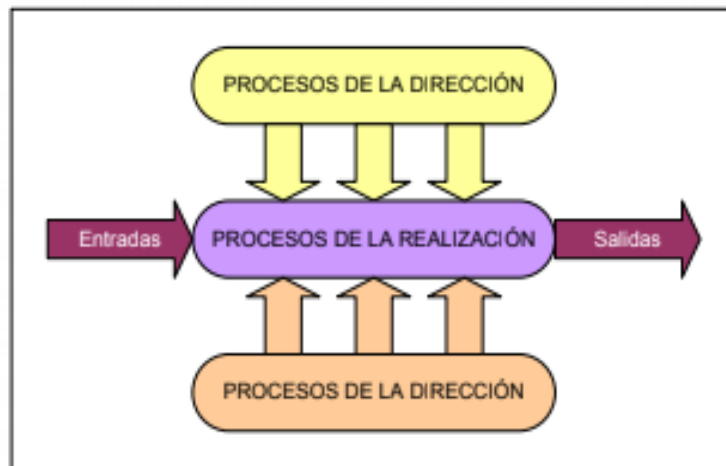 PROCESOS DE LA DIRECCIÓN
Entradas
PROCESOS DE LA REALIZACIÓN
Salidas
PROCESOS DE LA DIRECCIÓN